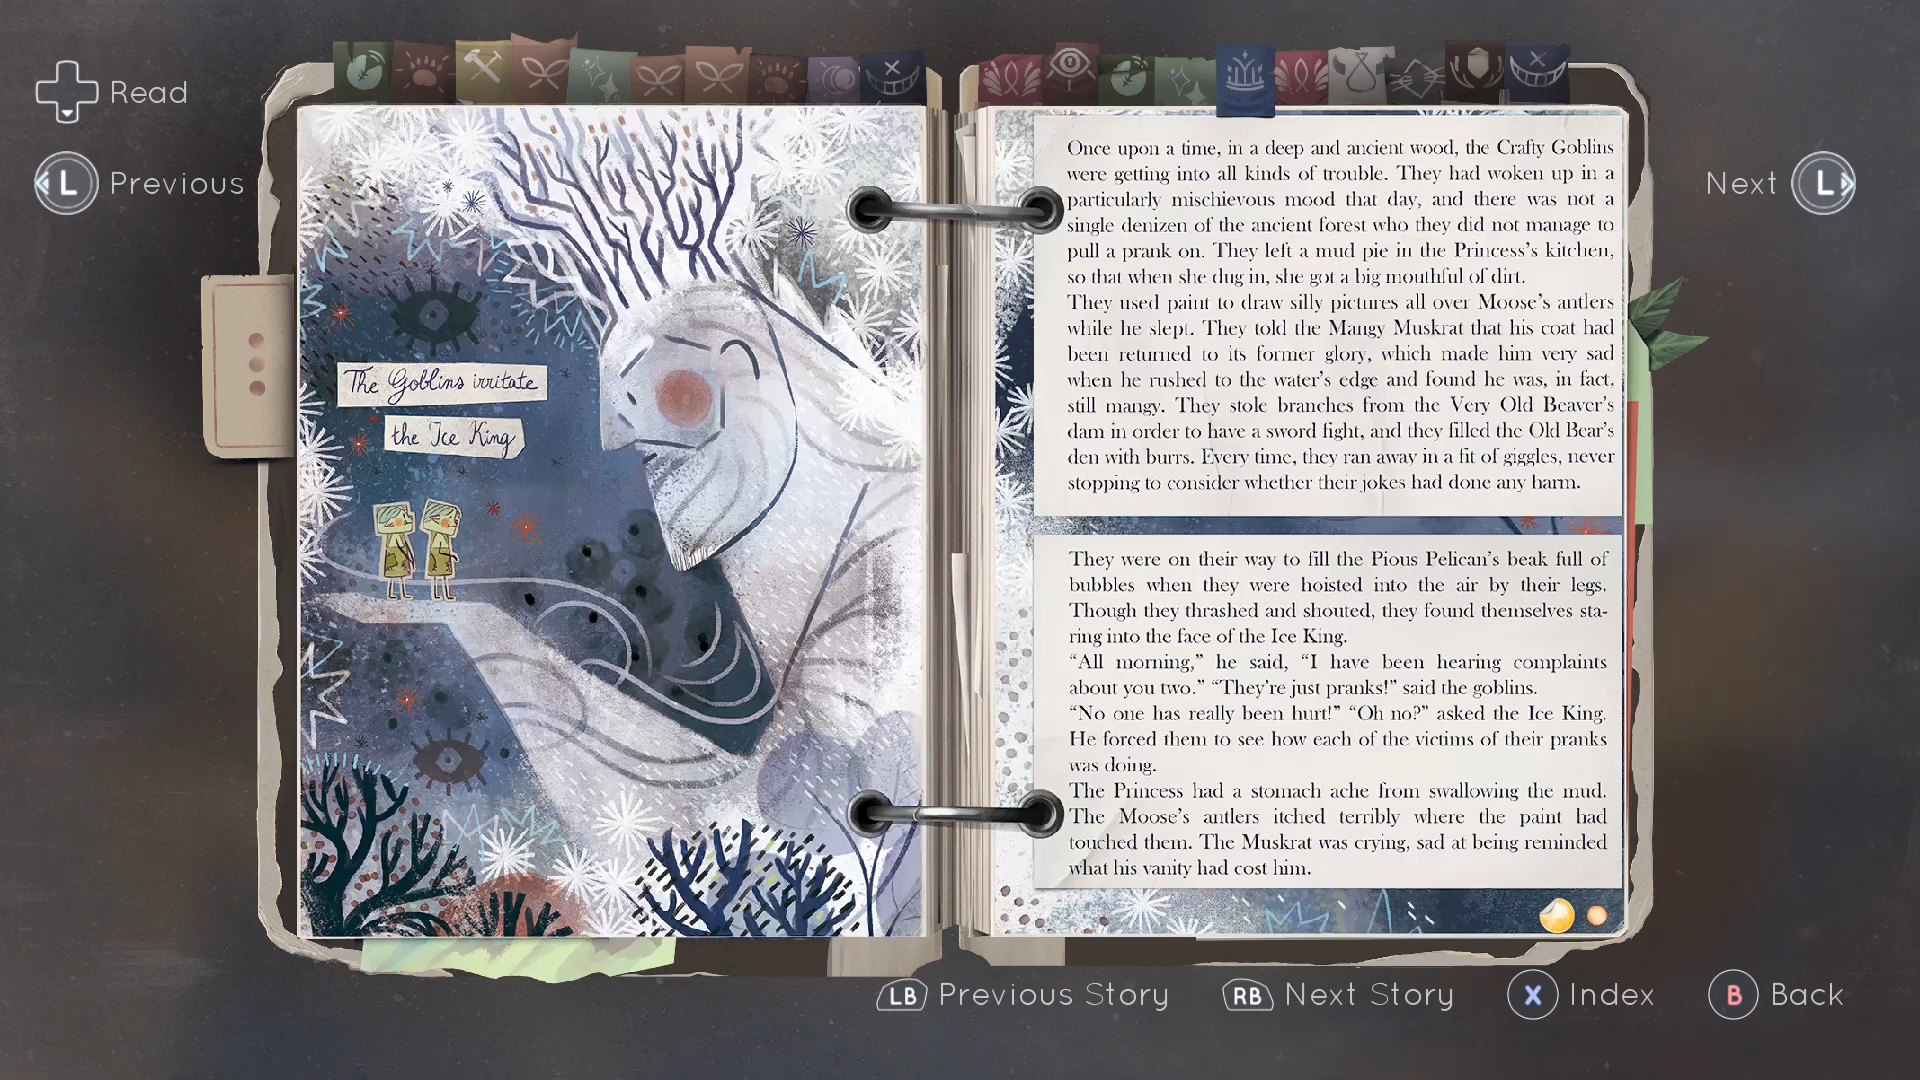 Read
L Previous
Next L
The Goblins irritate
the Ice King
Once upon a time, in a deep and ancient wood, the Crafty Goblins
were getting into all kinds of trouble. They had woken up in a
particularly mischievous mood that day, and there was not a
single denizen of the ancient forest who they did not manage to
pull a prank on. They left a mud pie in the Princess's kitchen,
so that when she dug in, she got a big mouthful of dirt.
They used paint to draw silly pictures all over Moose's antlers
while he slept. They told the Mangy Muskrat that his coat had
been returned to its former glory, which made him very sad
when he rushed to the water's edge and found he was, in fact,
still mangy. They stole branches from the Very Old Beaver's
dam in order to have a sword fight, and they filled the Old Bear's
den with burrs. Every time, they ran away in a fit of giggles, never
stopping to consider whether their jokes had done any harm.
They were on their way to fill the Pious Pelican's beak full of
bubbles when they were hoisted into the air by their legs.
Though they thrashed and shouted, they found themselves sta-
ring into the face of the Ice King.
“All morning,” he said, “I have been hearing complaints
about you two.” “They're just pranks!” said the goblins.
“No one has really been hurt!” “Oh no?” asked the Ice King.
He forced them to see how each of the victims of their pranks
was doing.
The Princess had a stomach ache from swallowing the mud.
The Moose's antlers itched terribly where the paint had
touched them. The Muskrat was crying, sad at being reminded
what his vanity had cost him.
LB Previous Story RB Next Story X Index B Back